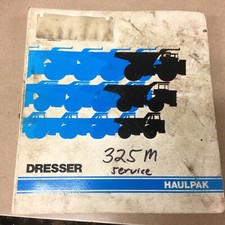 325M
service
DRESSER
HAULPAK